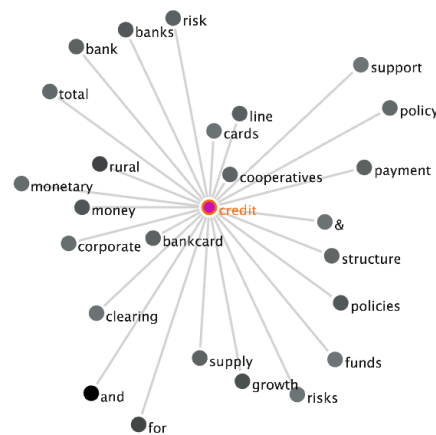 risk
banks
bank
support
total
policy
line
cards
rural
payment
cooperatives
monetary
money
credit
&
corporate
bankcard
structure
policies
clearing
supply
funds
growth
risks
and
for